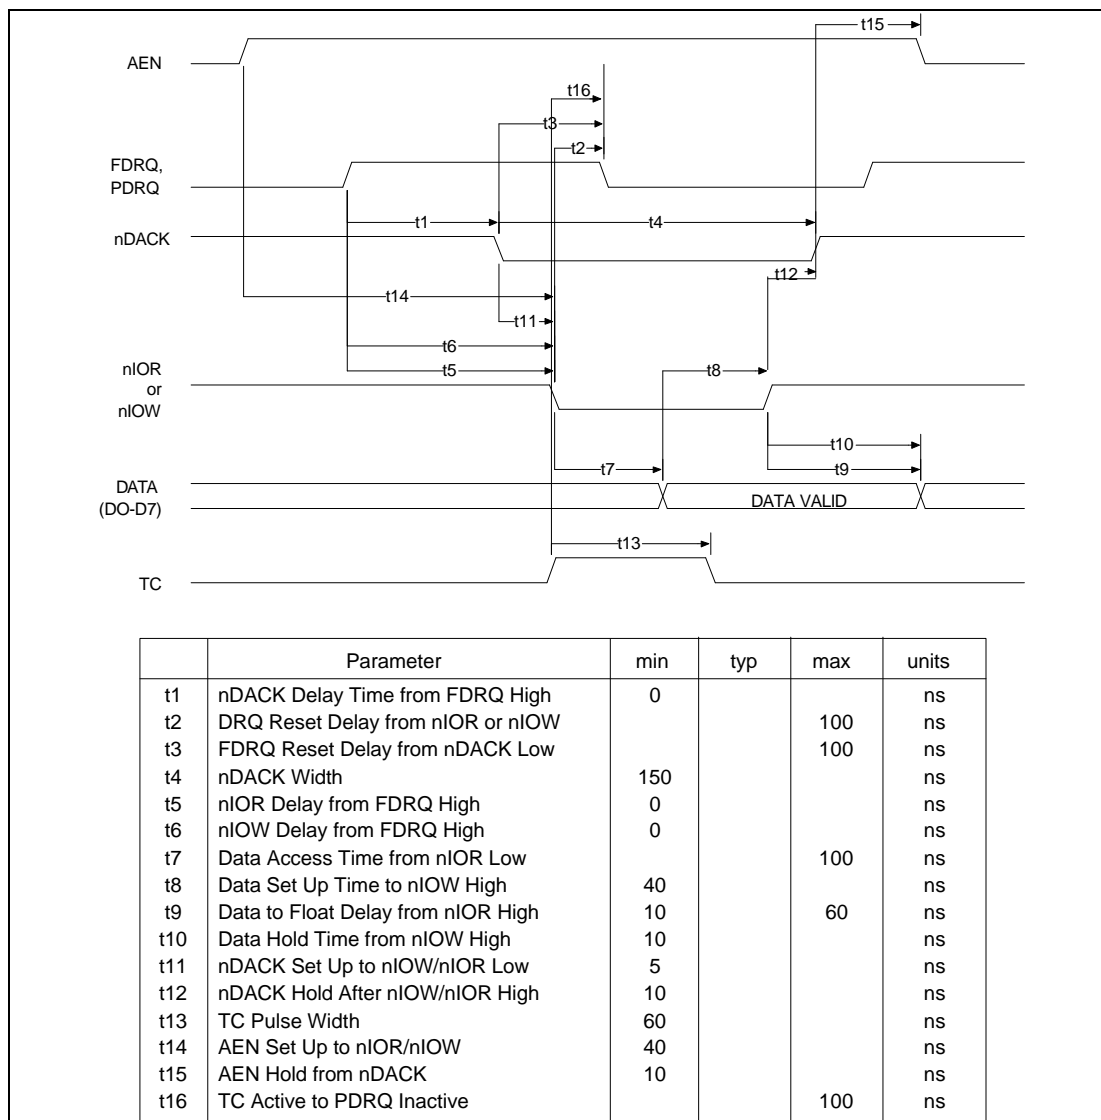 t15
AEN
t16
t3
t2
FDRQ,
PDRQ
t1
t4
nDACK
t12
t14
t11
t6
nIOR
t5
t8
or
nIOW
t10
t7
t9
DATA
DATA VALID
(DO-D7)
t13
TC
Parameter min typ max units
t1 nDACK Delay Time from FDRQ High 0 ns
t2 DRQ Reset Delay from nIOR or nIOW 100 ns
t3 FDRQ Reset Delay from nDACK Low 100 ns
t4 nDACK Width 150 ns
t5 nIOR Delay from FDRQ High 0 ns
t6 nIOW Delay from FDRQ High 0 ns
t7 Data Access Time from nIOR Low 100 ns
t8 Data Set Up Time to nIOW High 40 ns
t9 Data to Float Delay from nIOR High 10 60 ns
t10 Data Hold Time from nIOW High 10 ns
t11 nDACK Set Up to nIOW/nIOR Low 5 ns
t12 nDACK Hold After nIOW/nIOR High 10 ns
t13 TC Pulse Width 60 ns
t14 AEN Set Up to nIOR/nIOW 40 ns
t15 AEN Hold from nDACK 10 ns
t16 TC Active to PDRQ Inactive 100 ns